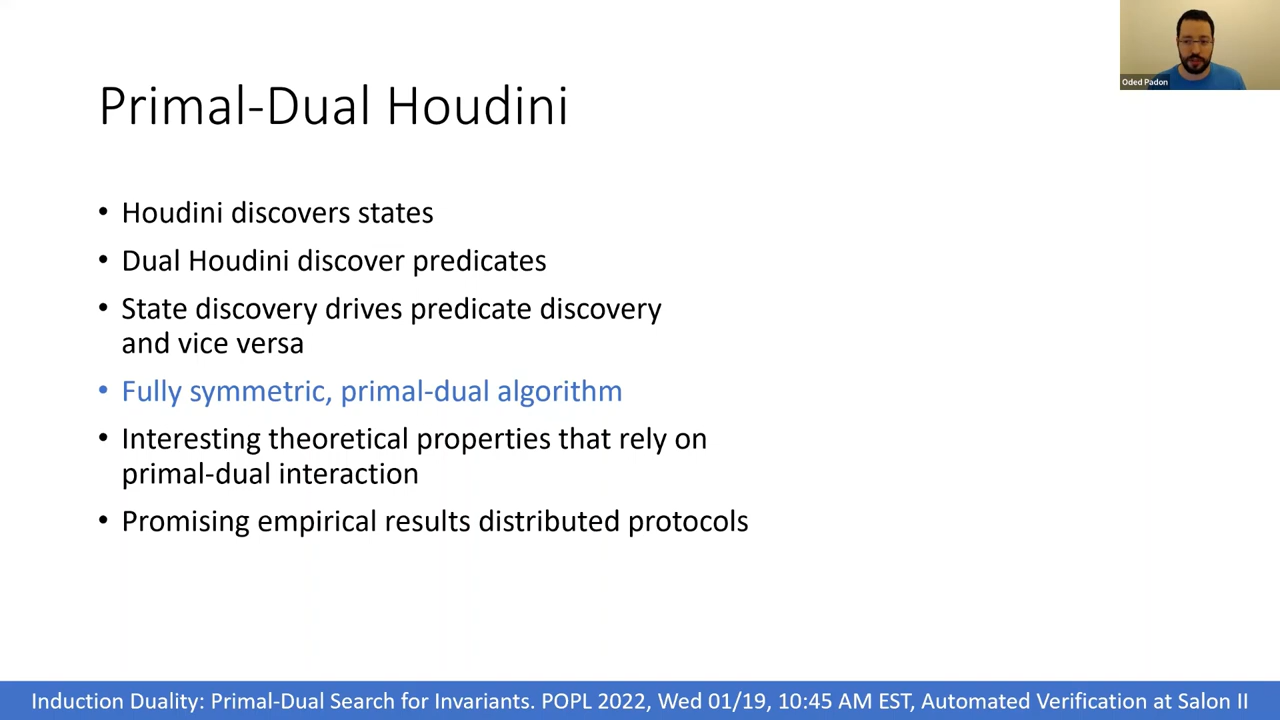 Oded Padon
Primal-Dual Houdini
• Houdini discovers states
• Dual Houdini discover predicates
• State discovery drives predicate discovery
and vice versa
• Fully symmetric, primal-dual algorithm
• Interesting theoretical properties that rely on
primal-dual interaction
• Promising empirical results distributed protocols
Induction Duality: Primal-Dual Search for Invariants. POPL 2022, Wed 01/19, 10:45 AM EST, Automated Verification at Salon II